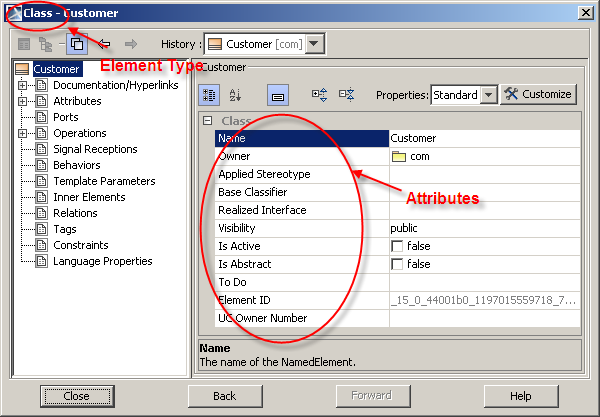 Class - Customer
History : Customer [com]
Element Type
Customer
Documentation/Hyperlinks
Attributes
Ports
Operations
Signal Receptions
Behaviors
Template Parameters
Inner Elements
Relations
Tags
Constraints
Language Properties
Customer
Properties: Standard Customize
Class
Name Customer
Owner com
Applied Stereotype
Base Classifier
Realized Interface
Visibility public
Is Active false
Is Abstract false
To Do
Element ID _15_0_44001b0_1197015559718_7...
UC Owner Number
Attributes
Name
The name of the NamedElement.
Close Back Forward Help